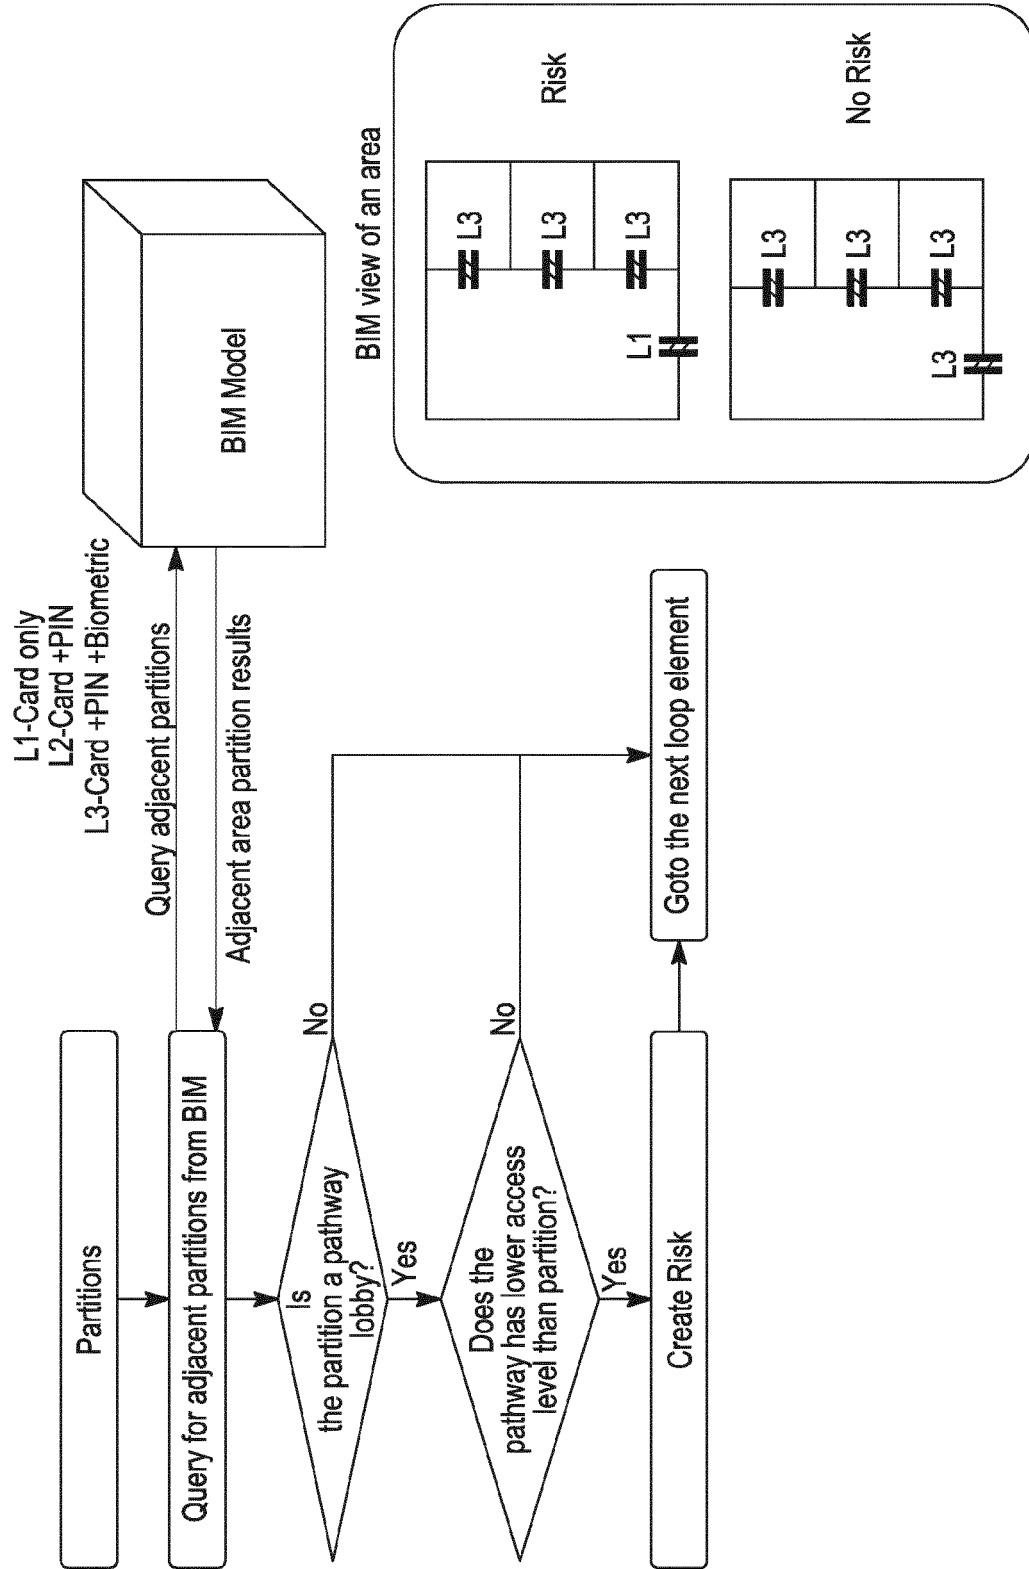 Partitions
Query for adjacent partitions from BIM
Is
the partition a pathway
lobby?
Yes
No
Does the
pathway has lower access
level than partition?
Yes
No
Create Risk
Goto the next loop element
L1-Card only
L2-Card +PIN
L3-Card +PIN +Biometric
Query adjacent partitions
Adjacent area partition results
BIM Model
BIM view of an area
L1
L3
L3
L3
Risk
L3
L3
L3
L3
No Risk